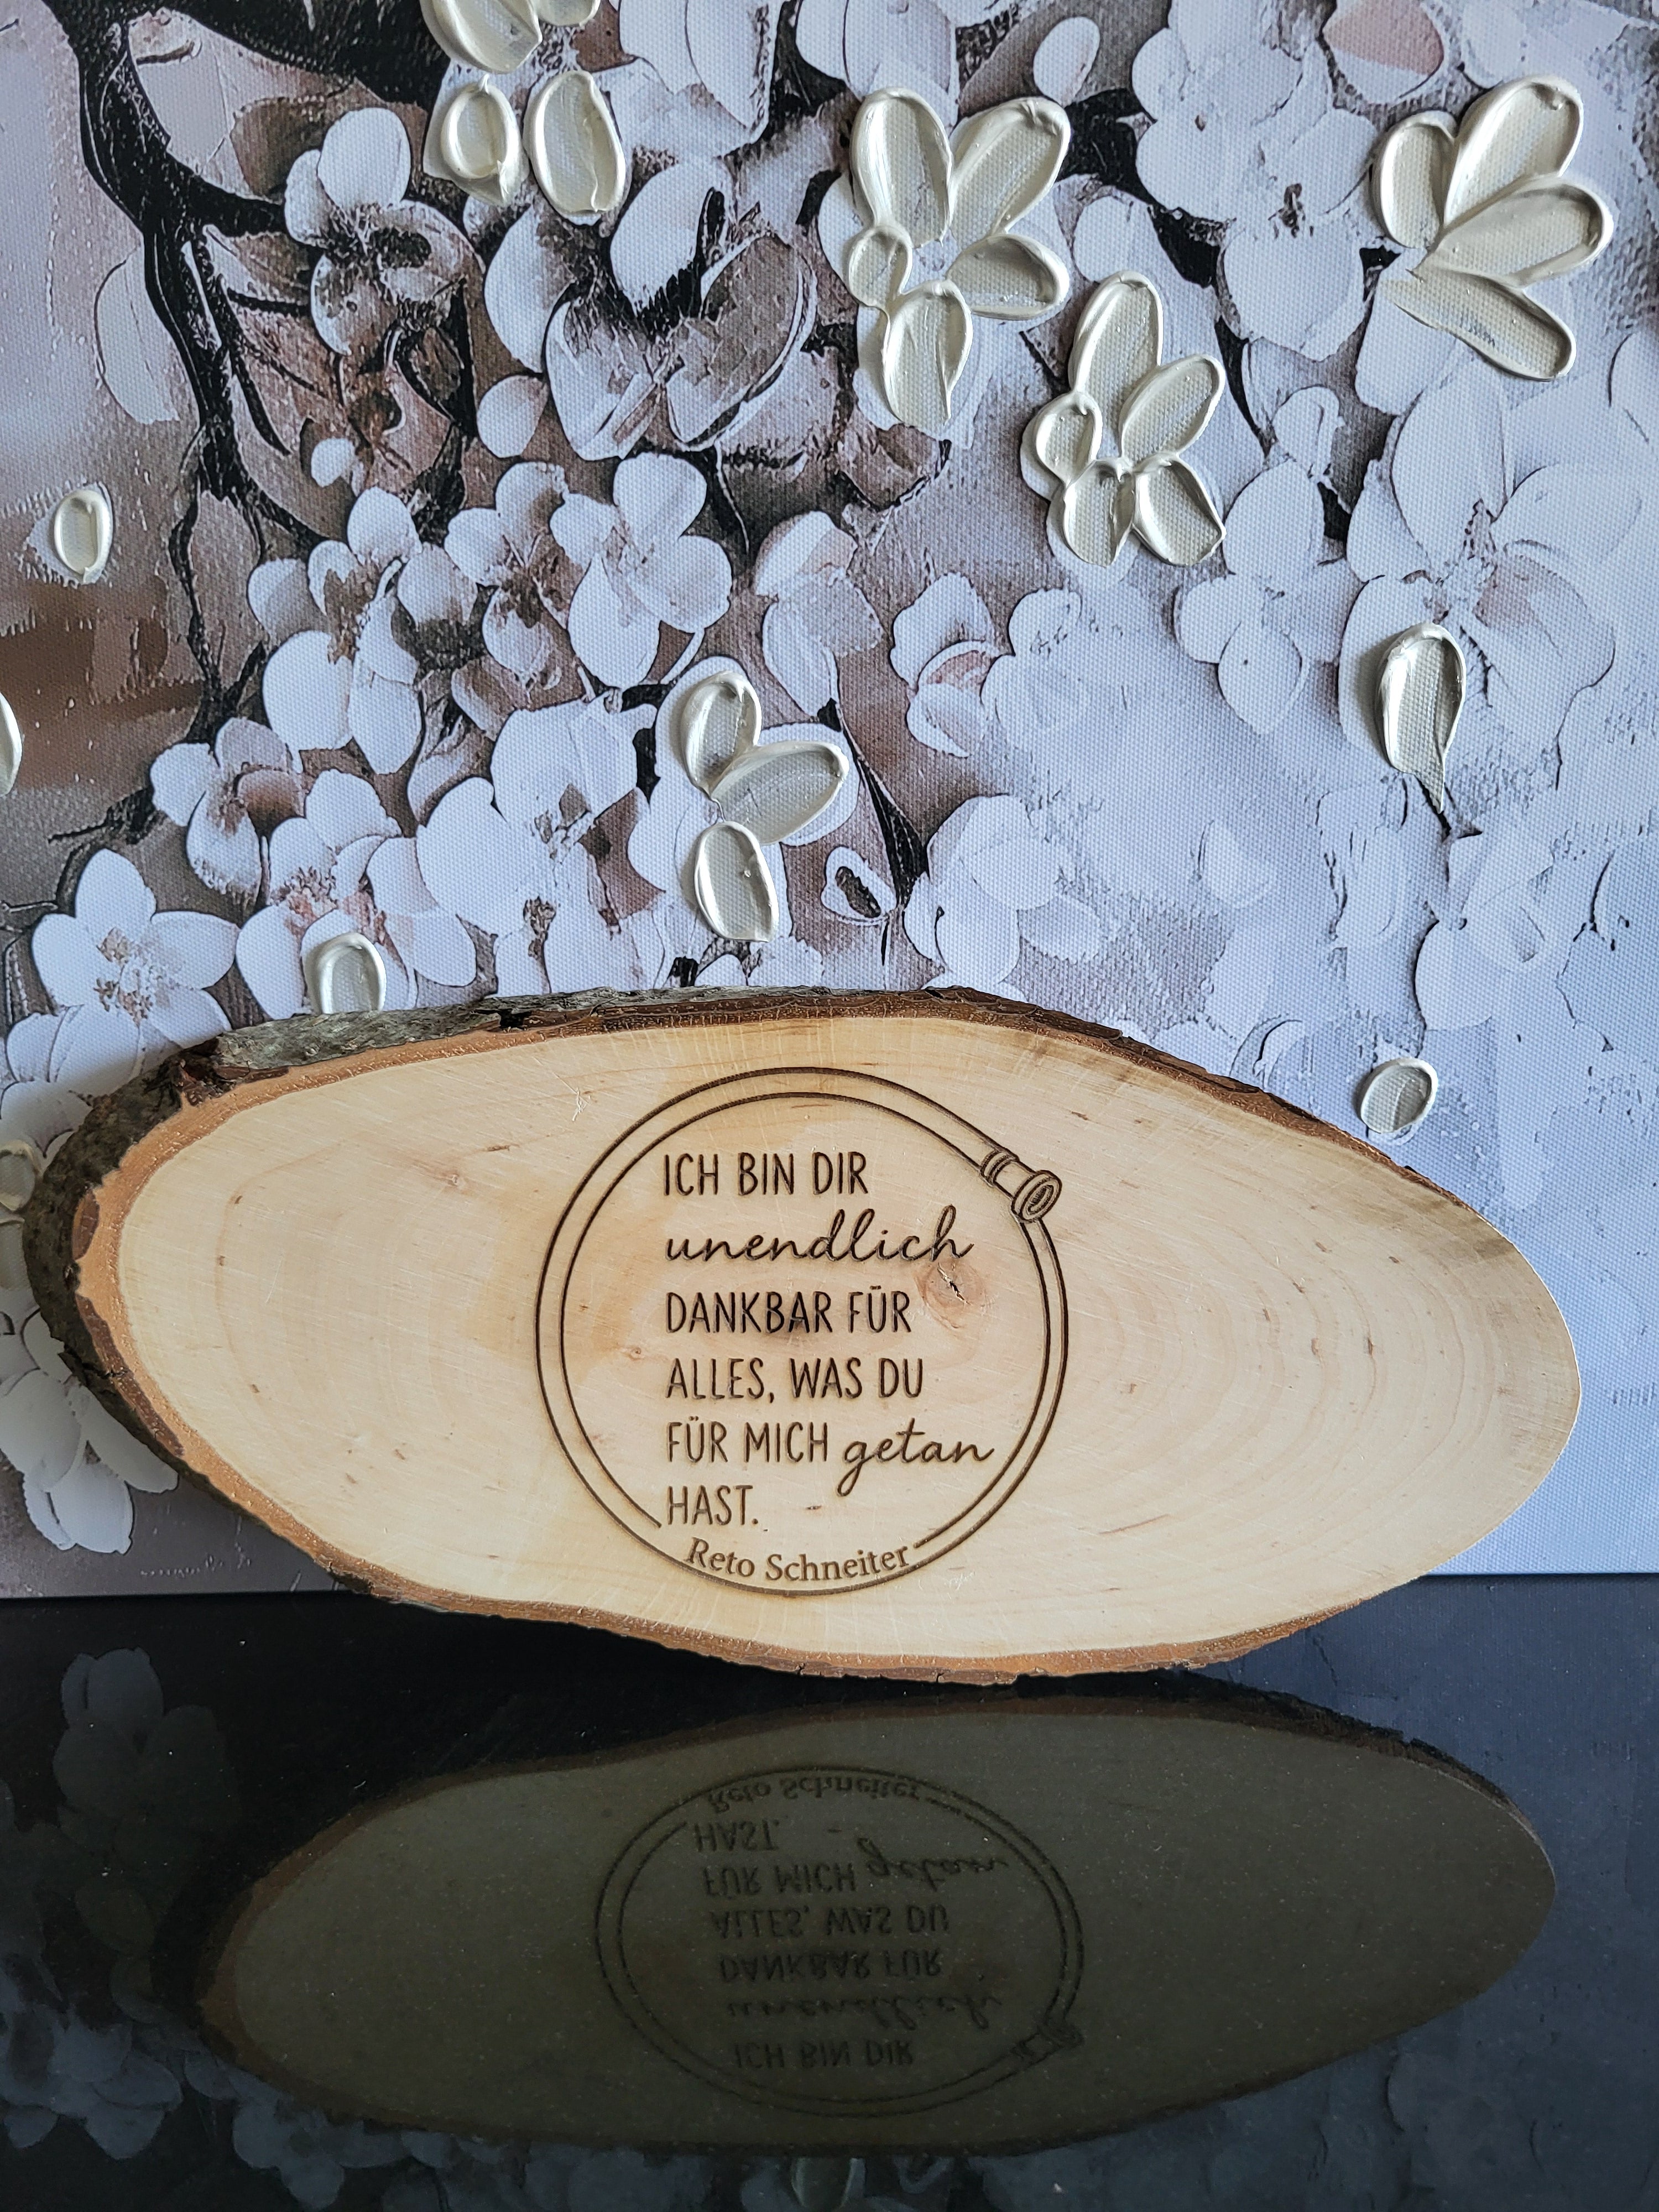 ICH BIN DIR
unendlich
DANKBAR FÜR
ALLES, WAS DU
FÜR MICH getan
HAST.
Reto Schneiter